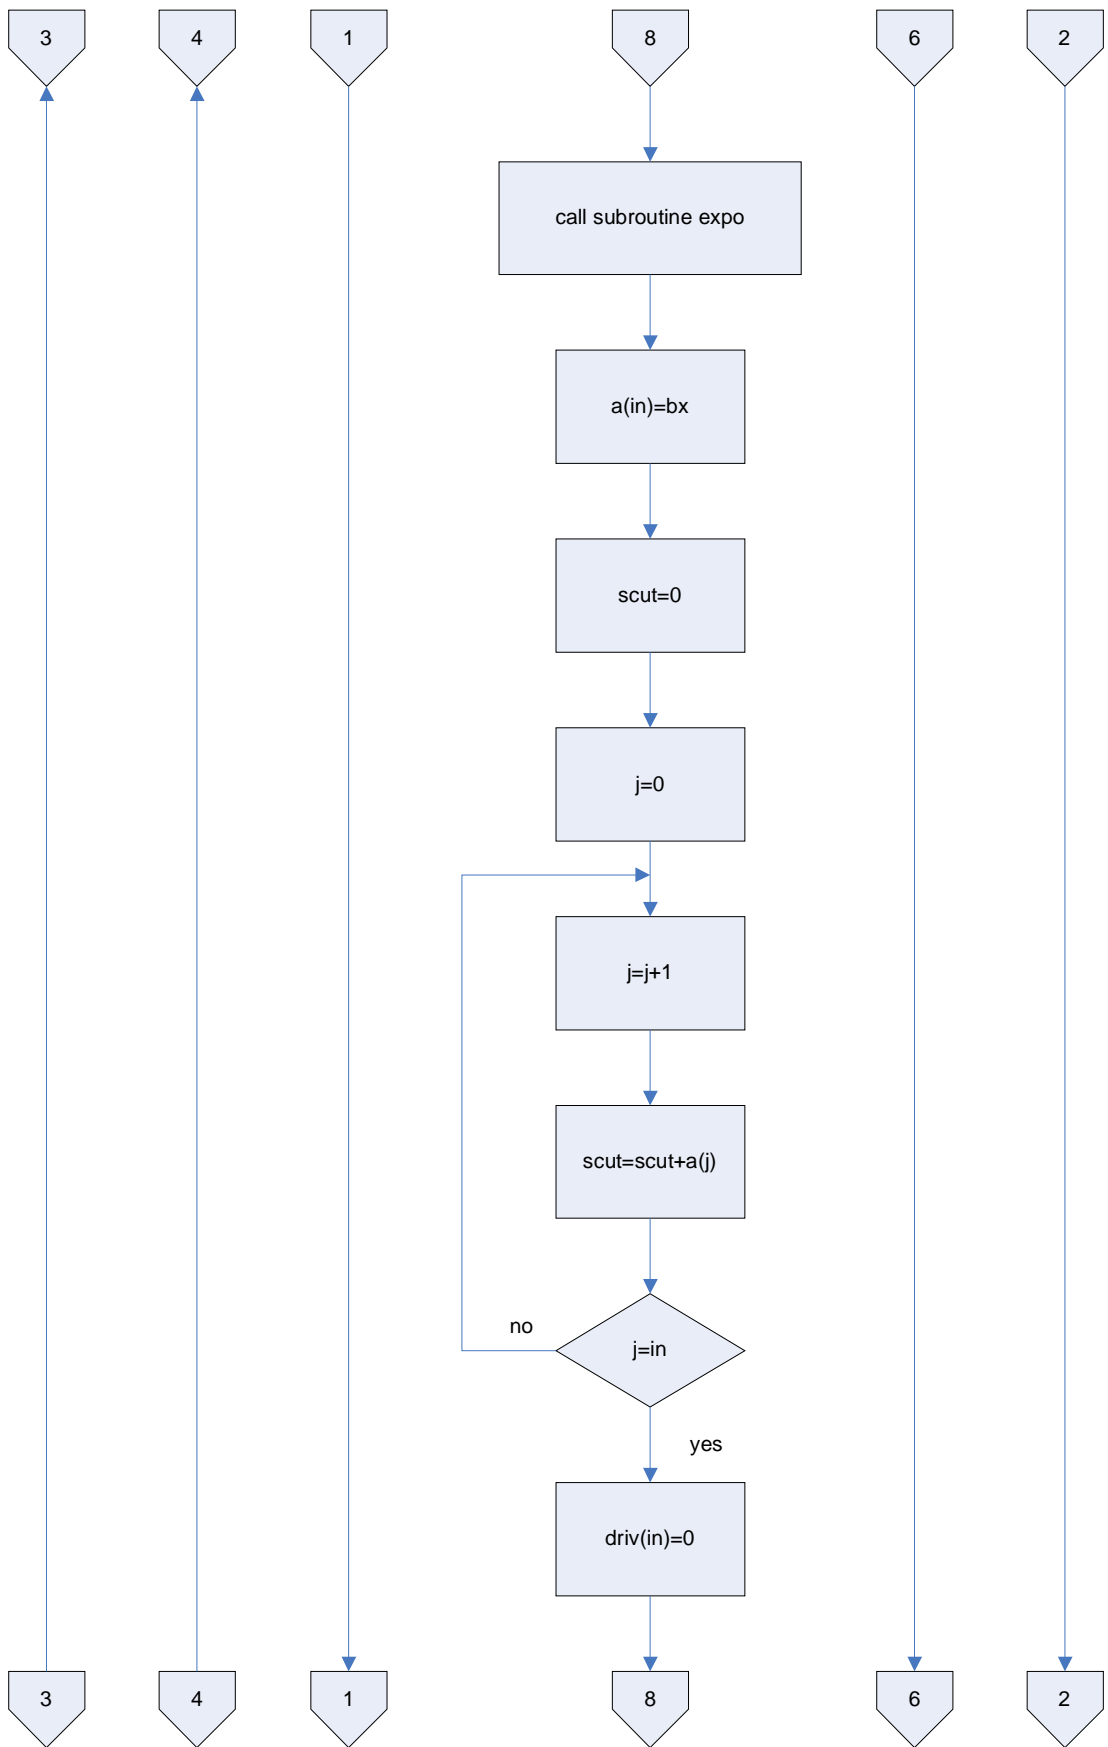 3
4
1
8
6
2
call subroutine expo
a(in)=bx
scut=0
j=0
j=j+1
scut=scut+a(j)
no
j=in
yes
driv(in)=0
3
4
1
8
6
2